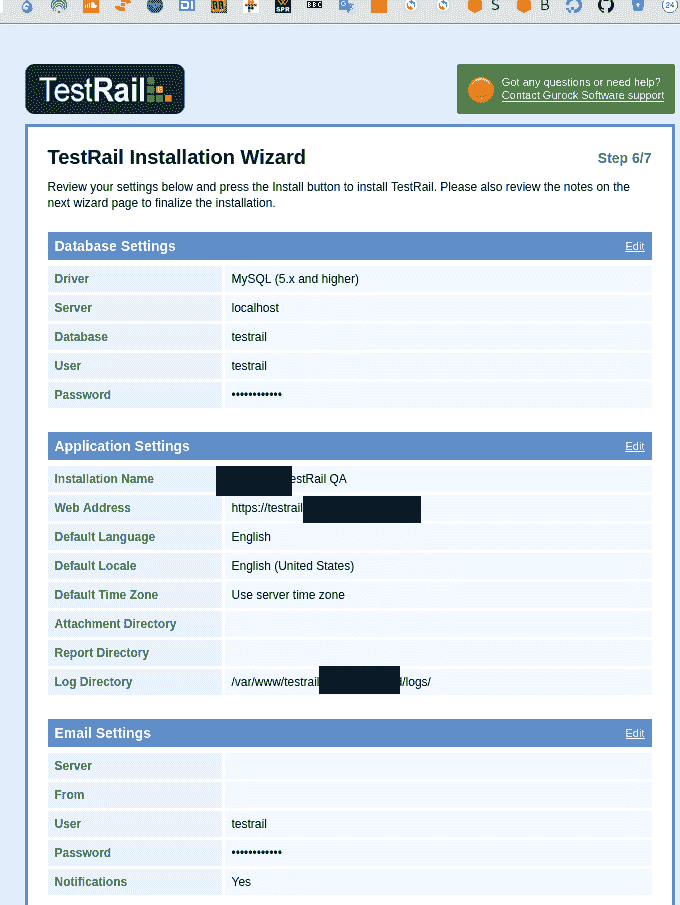 DI
RR
SPR
BBC
G
S
B
24
TestRail
Got any questions or need help?
Contact Gurock Software support
TestRail Installation Wizard
Step 6/7
Review your settings below and press the Install button to install TestRail. Please also review the notes on the
next wizard page to finalize the installation.
Database Settings Edit
Driver MySQL (5.x and higher)
Server localhost
Database testrail
User testrail
Password ••••••••••••
Application Settings Edit
Installation Name estRail QA
Web Address https://testrail
Default Language English
Default Locale English (United States)
Default Time Zone Use server time zone
Attachment Directory
Report Directory
Log Directory /var/www/testrail /logs/
Email Settings Edit
Server
From
User testrail
Password ••••••••••••
Notifications Yes